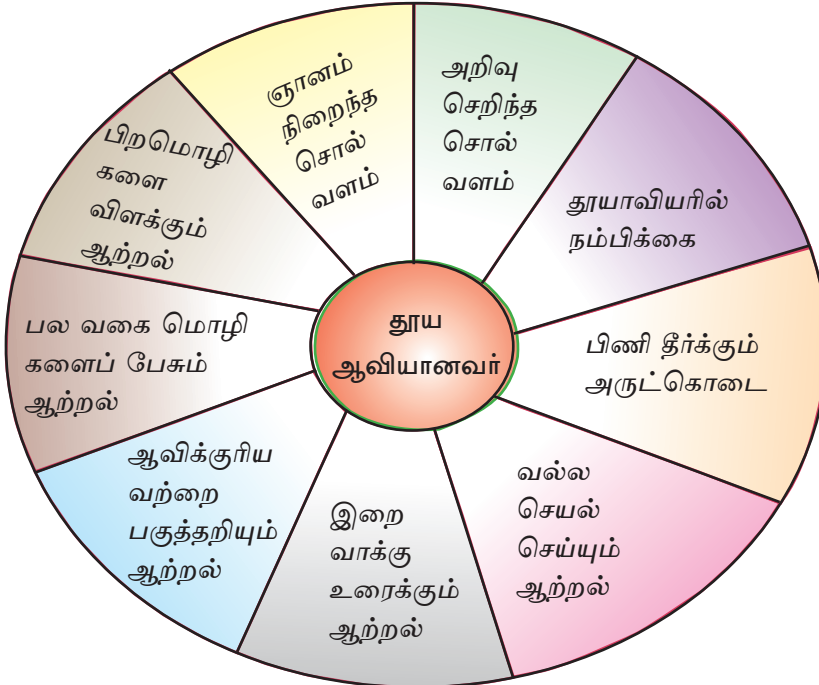 ஞானம்
நிறைந்த
சொல்
வளம்
அறிவு
செறிந்த
சொல்
வளம்
தூயாவியரில்
நம்பிக்கை
பிணி தீர்க்கும்
அருட்கொடை
வல்ல
செயல்
செய்யும்
ஆற்றல்
இறை
வாக்கு
உரைக்கும்
ஆற்றல்
ஆவிக்குரிய
வற்றை
பகுத்தறியும்
ஆற்றல்
பல வகை மொழி
களைப் பேசும்
ஆற்றல்
பிறமொழி
களை
விளக்கும்
ஆற்றல்
தூய
ஆவியானவர்